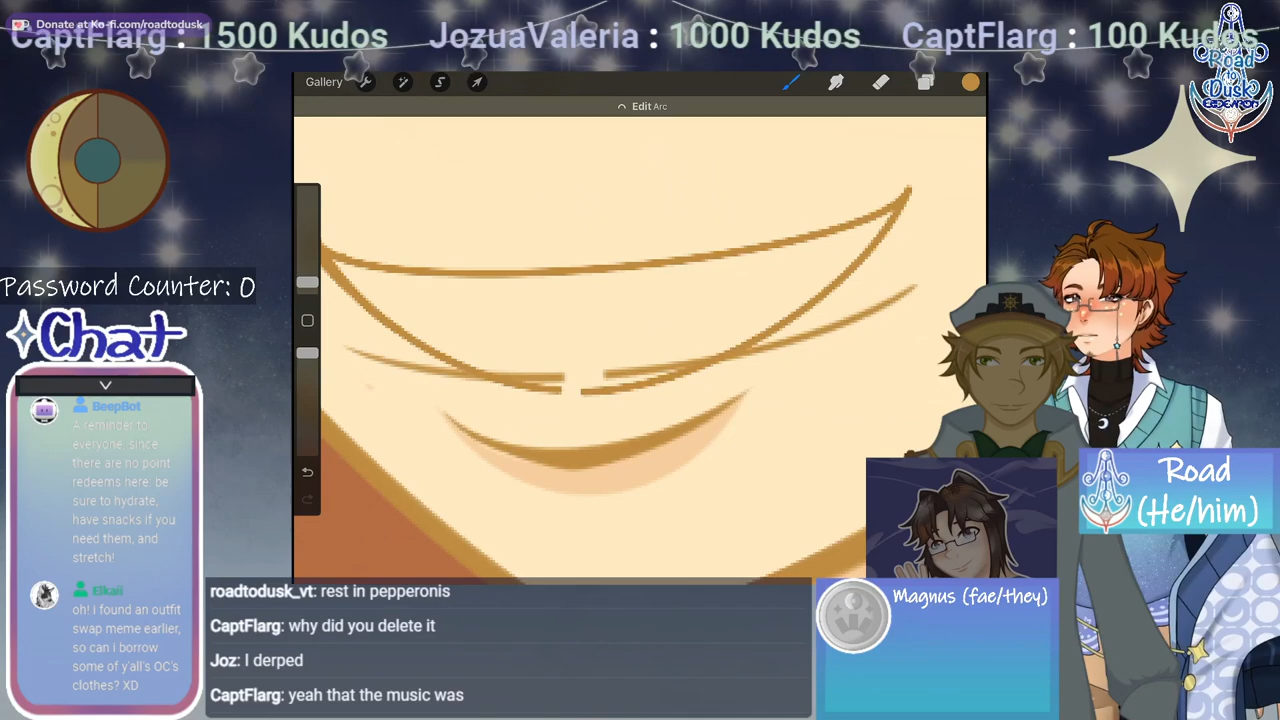 Donate at Ko-fi.com/roadtodusk
CaptFlarg : 1500 Kudos JozuaValeria : 1000 Kudos CaptFlarg : 100 Kudos
Road
to
Dusk
Gallery
Edit Arc
Password Counter: 0
Chat
BeepBot
A reminder to
everyone, since
there are no point
redeems here: be
sure to hydrate,
have snacks if you
need them, and
stretch!
Elkaii
oh! i found an outfit
swap meme earlier,
so can i borrow
some of y'all's OC's
clothes? XD
roadtodusk_vt: rest in pepperonis
CaptFlarg: why did you delete it
Joz: I derped
CaptFlarg: yeah that the music was
Road
(He/him)
Magnus (fae/they)